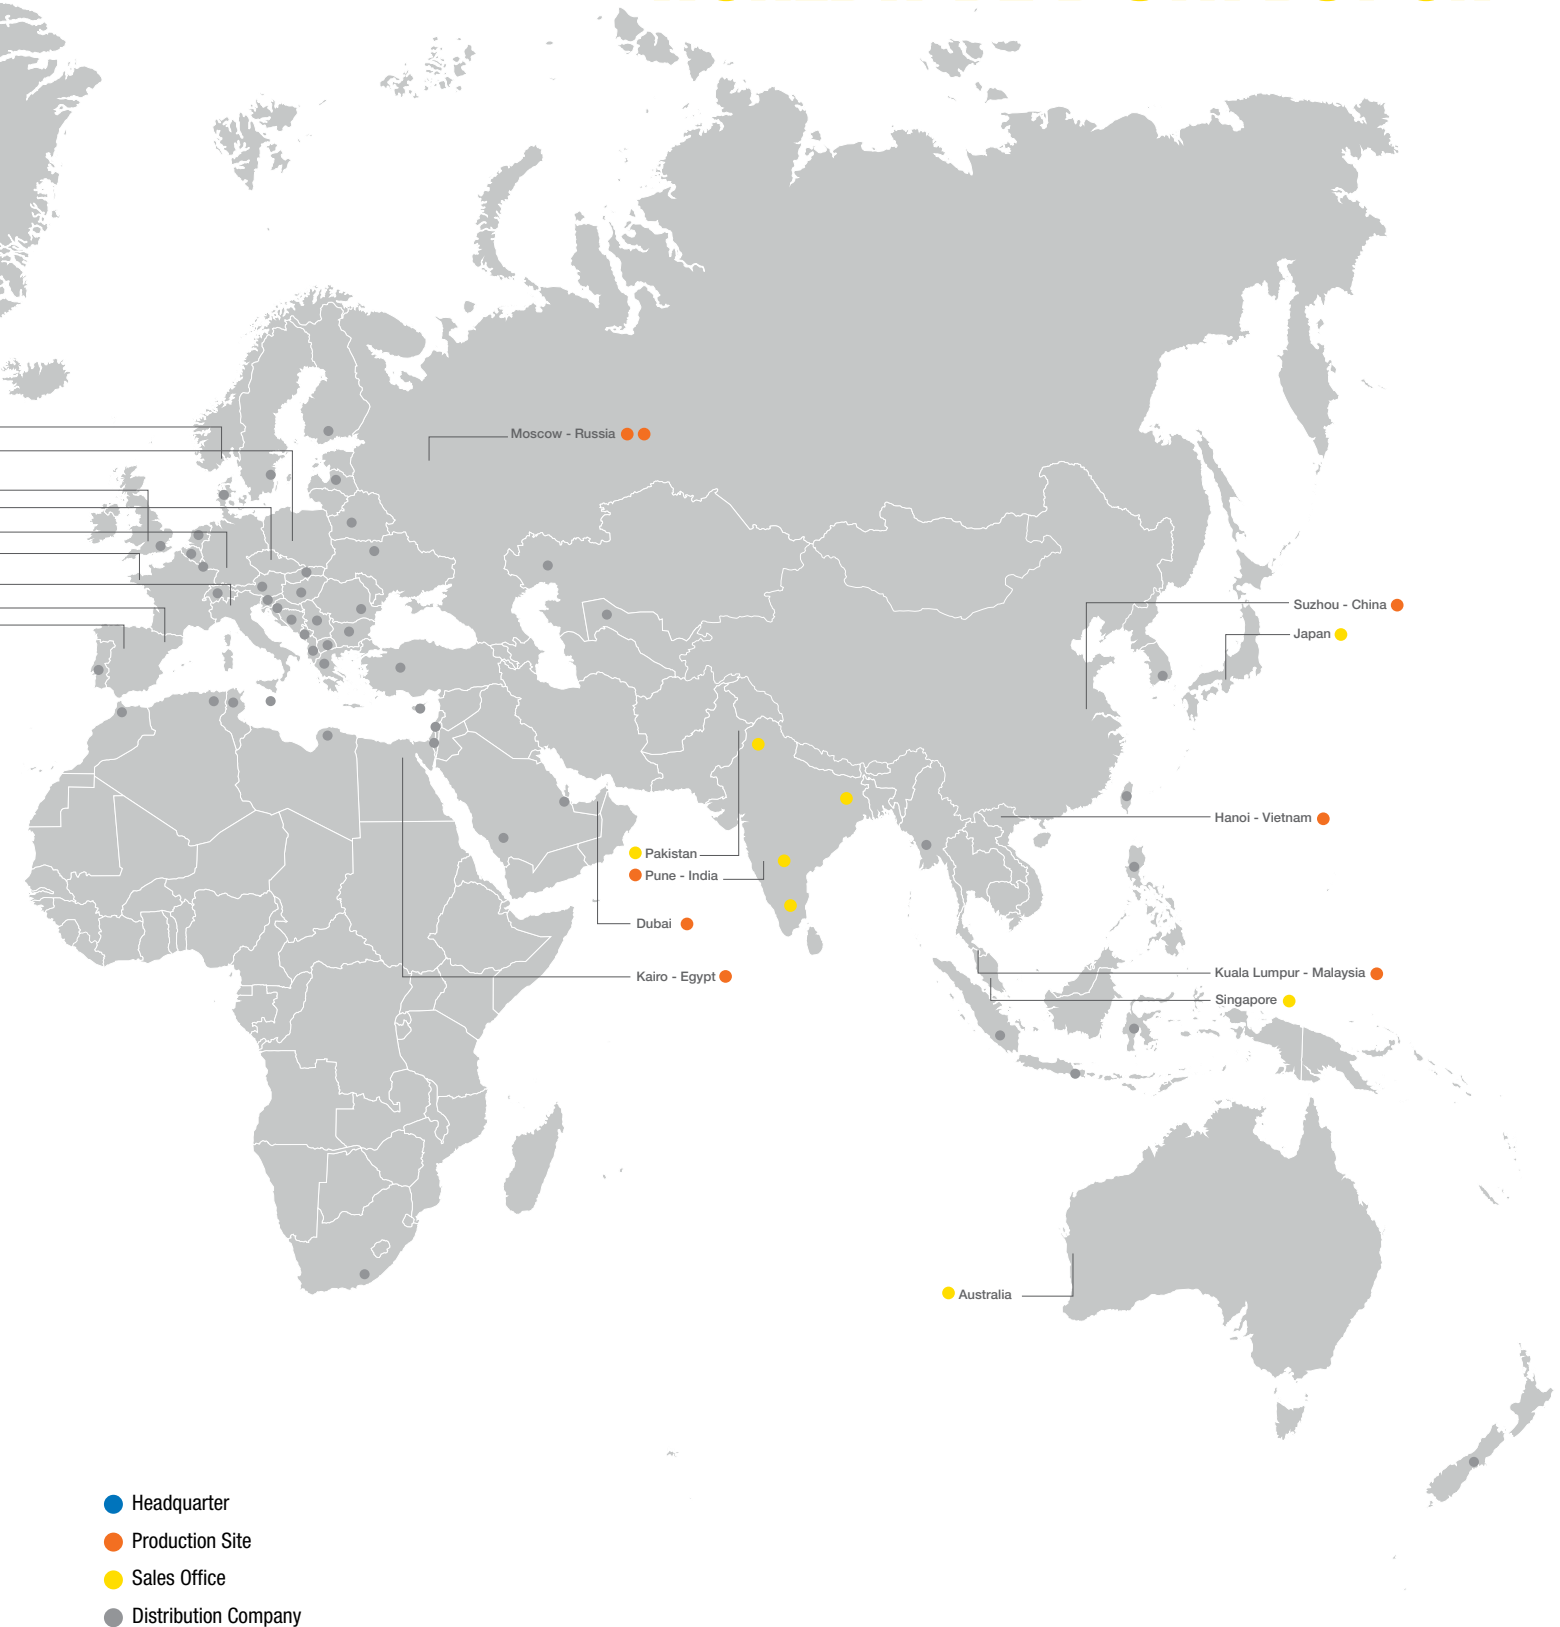 Moscow - Russia
Suzhou - China
Japan
Hanoi - Vietnam
Pakistan
Pune - India
Dubai
Kairo - Egypt
Kuala Lumpur - Malaysia
Singapore
Australia
Headquarter
Production Site
Sales Office
Distribution Company